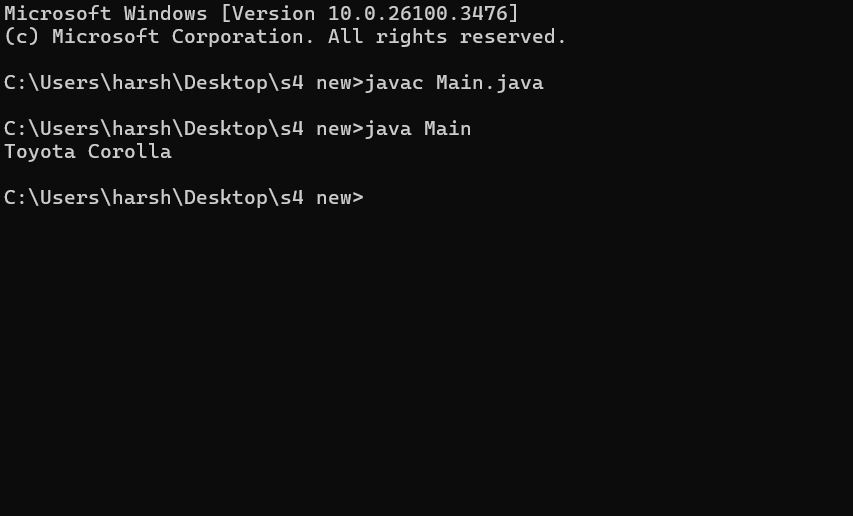 Microsoft Windows [Version 10.0.26100.3476]
(c) Microsoft Corporation. All rights reserved.
C:\Users\harsh\Desktop\s4 new>javac Main.java
C:\Users\harsh\Desktop\s4 new>java Main
Toyota Corolla
C:\Users\harsh\Desktop\s4 new>